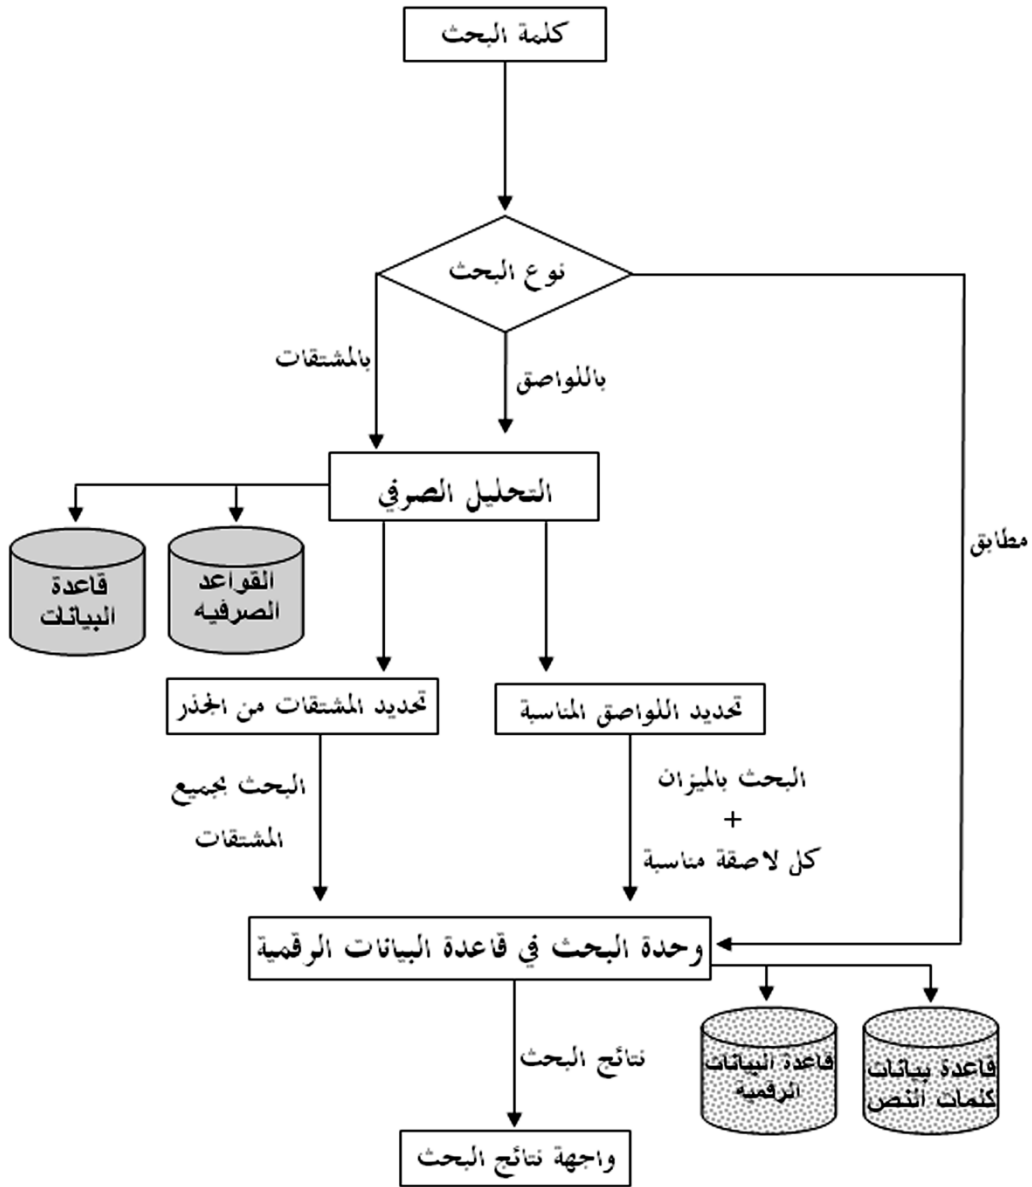 كلمة البحث
نوع البحث
بالمشتقات
باللواصق
مطابق
التحليل الصرفي
القواعد
الصرفيه
قاعدة
البيانات
تحديد اللواصق المناسبة
تحديد المشتقات من الجذر
البحث بالميزان
+
كل لاصقة مناسبة
البحث بجميع
المشتقات
وحدة البحث في قاعدة البيانات الرقمية
قاعدة بيانات
كلمات النص
قاعدة البيانات
الرقميه
نتائج البحث
واجهة نتائج البحث